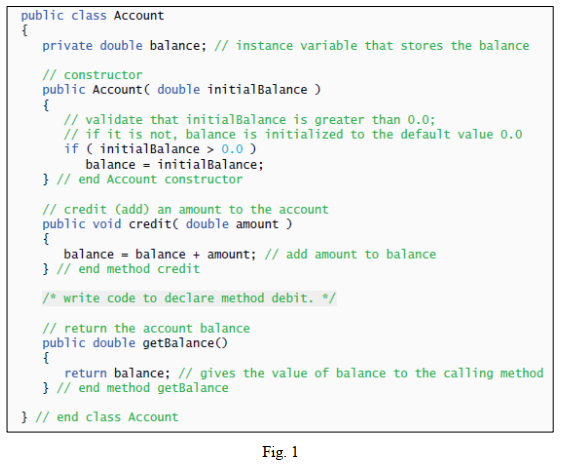 public class Account
{
private double balance; // instance variable that stores the balance
// constructor
public Account( double initialBalance )
{
// validate that initialBalance is greater than 0.0;
// if it is not, balance is initialized to the default value 0.0
if ( initialBalance > 0.0 )
balance = initialBalance;
} // end Account constructor
// credit (add) an amount to the account
public void credit( double amount )
{
balance = balance + amount; // add amount to balance
} // end method credit
/* write code to declare method debit. */
// return the account balance
public double getBalance()
{
return balance; // gives the value of balance to the calling method
} // end method getBalance
} // end class Account
Fig. 1